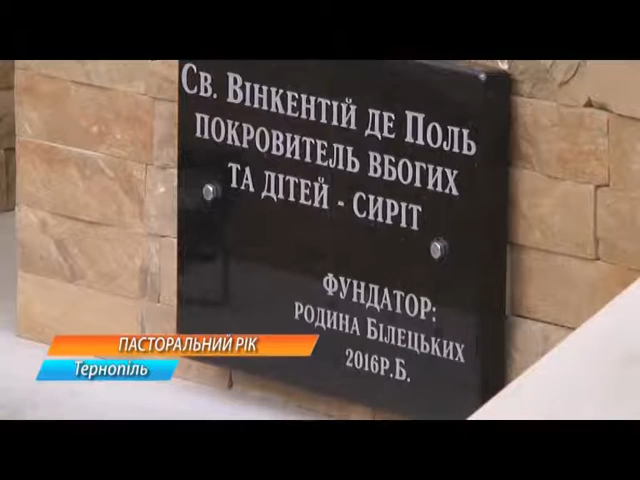 Св. Вінкентій де Поль
покровитель вбогих
та дітей - сиріт
Фундатор:
родина Білецьких
2016р.Б.
ПАСТОРАЛЬНИЙ РІК
Тернопіль